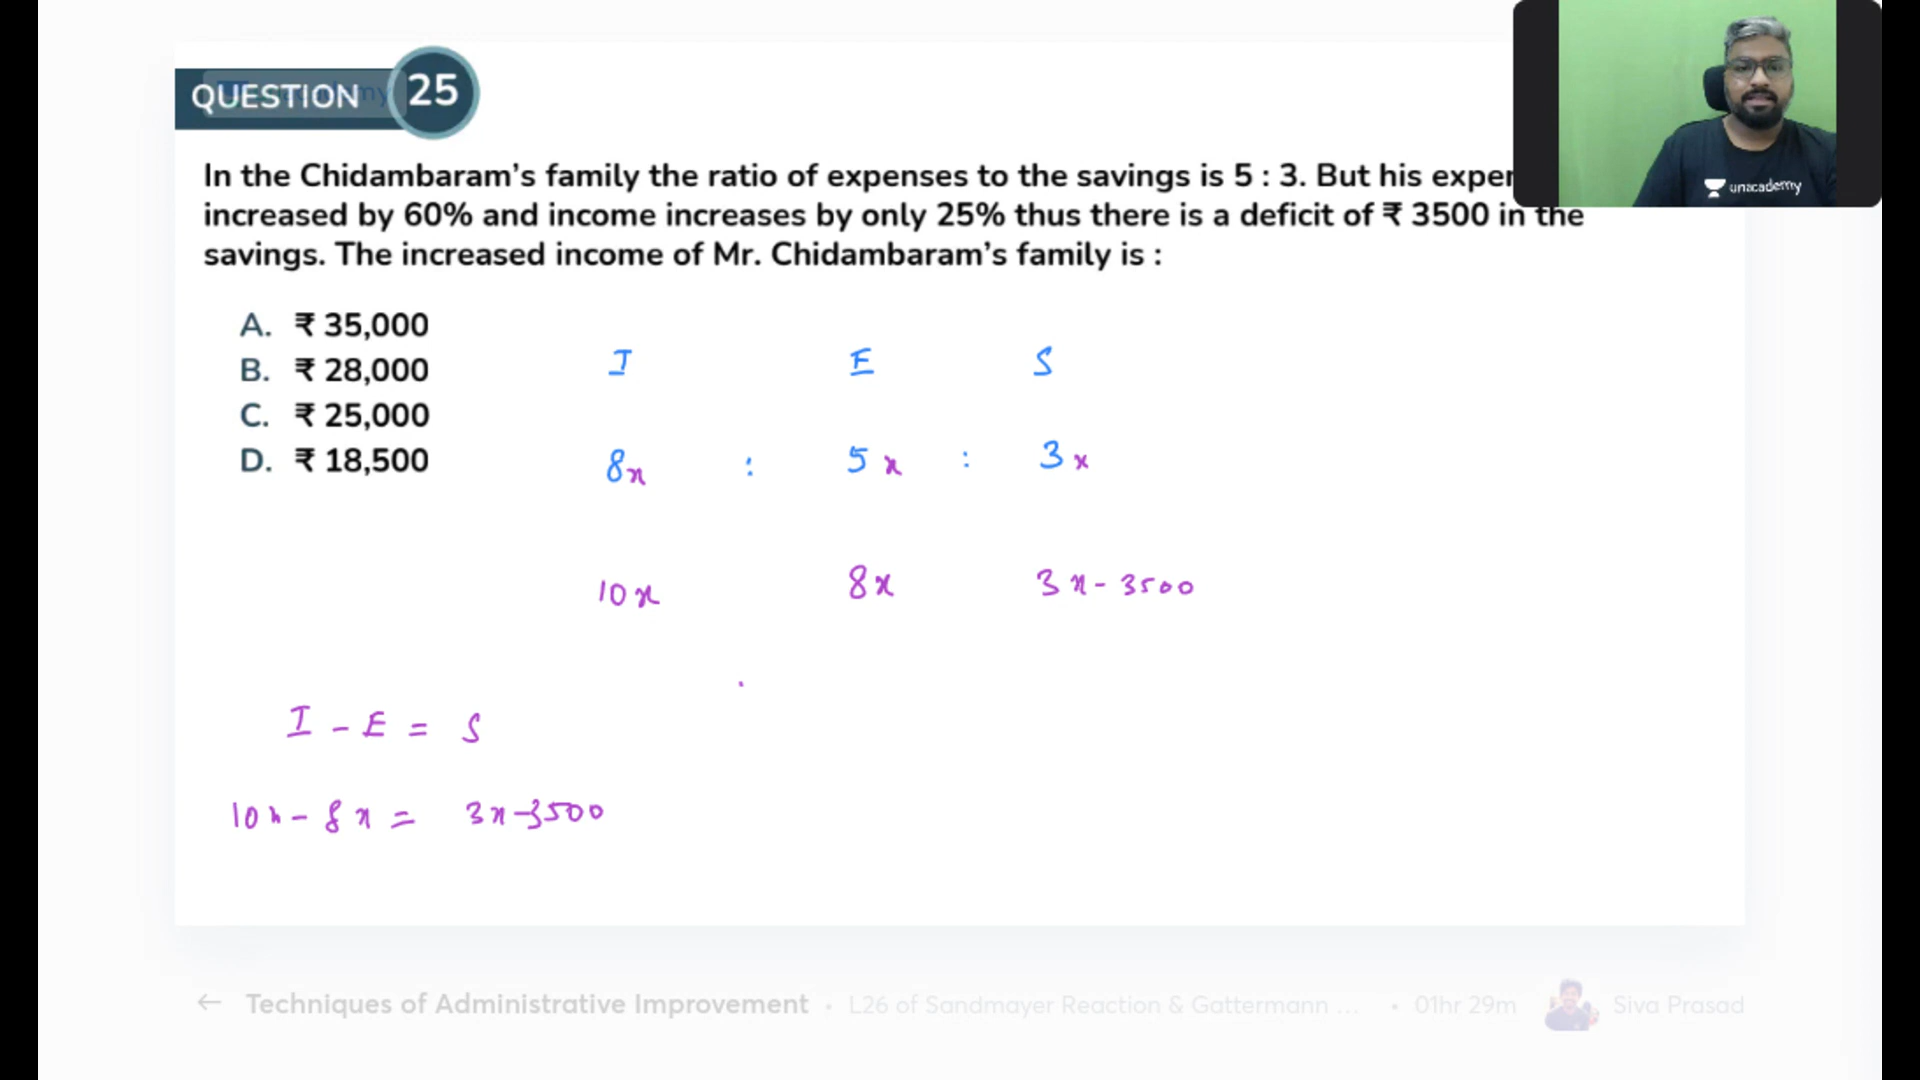 QUESTION 25
unacademy
In the Chidambaram's family the ratio of expenses to the savings is 5 : 3. But his exper
increased by 60% and income increases by only 25% thus there is a deficit of ₹ 3500 in the
savings. The increased income of Mr. Chidambaram's family is :
A. ₹ 35,000
B. ₹ 28,000
C. ₹ 25,000
D. ₹ 18,500
I E S
8x : 5x : 3x
10x 8x 3x - 3500
I - E = S
10x - 8x = 3x - 3500
← Techniques of Administrative Improvement • L26 of Sandmayer Reaction & Gattermann ... • 01hr 29m Siva Prasad